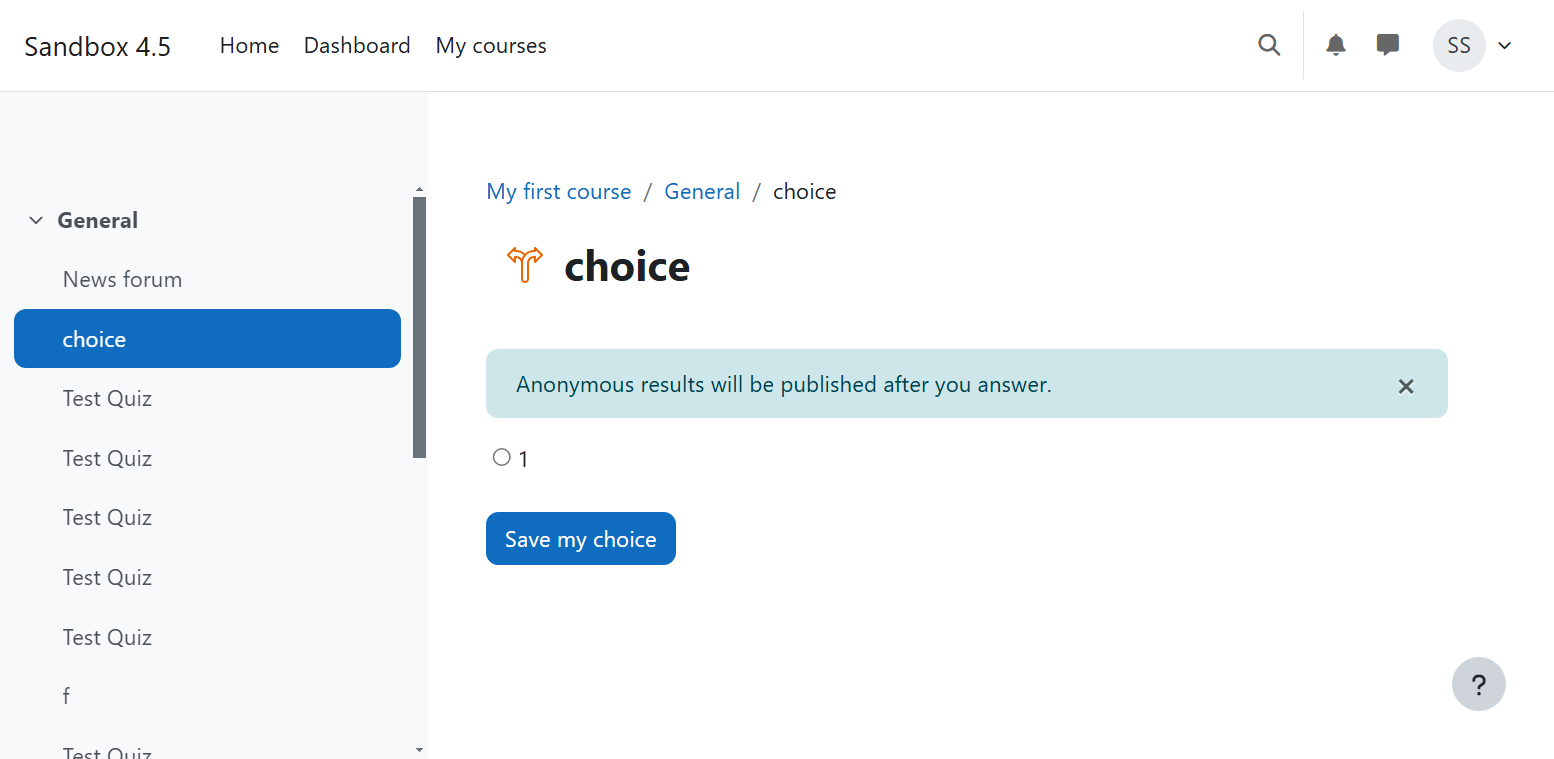 Sandbox 4.5 Home Dashboard My courses SS
General
News forum
choice
Test Quiz
Test Quiz
Test Quiz
Test Quiz
Test Quiz
f
Test Quiz
My first course / General / choice
choice
Anonymous results will be published after you answer.
1
Save my choice
?